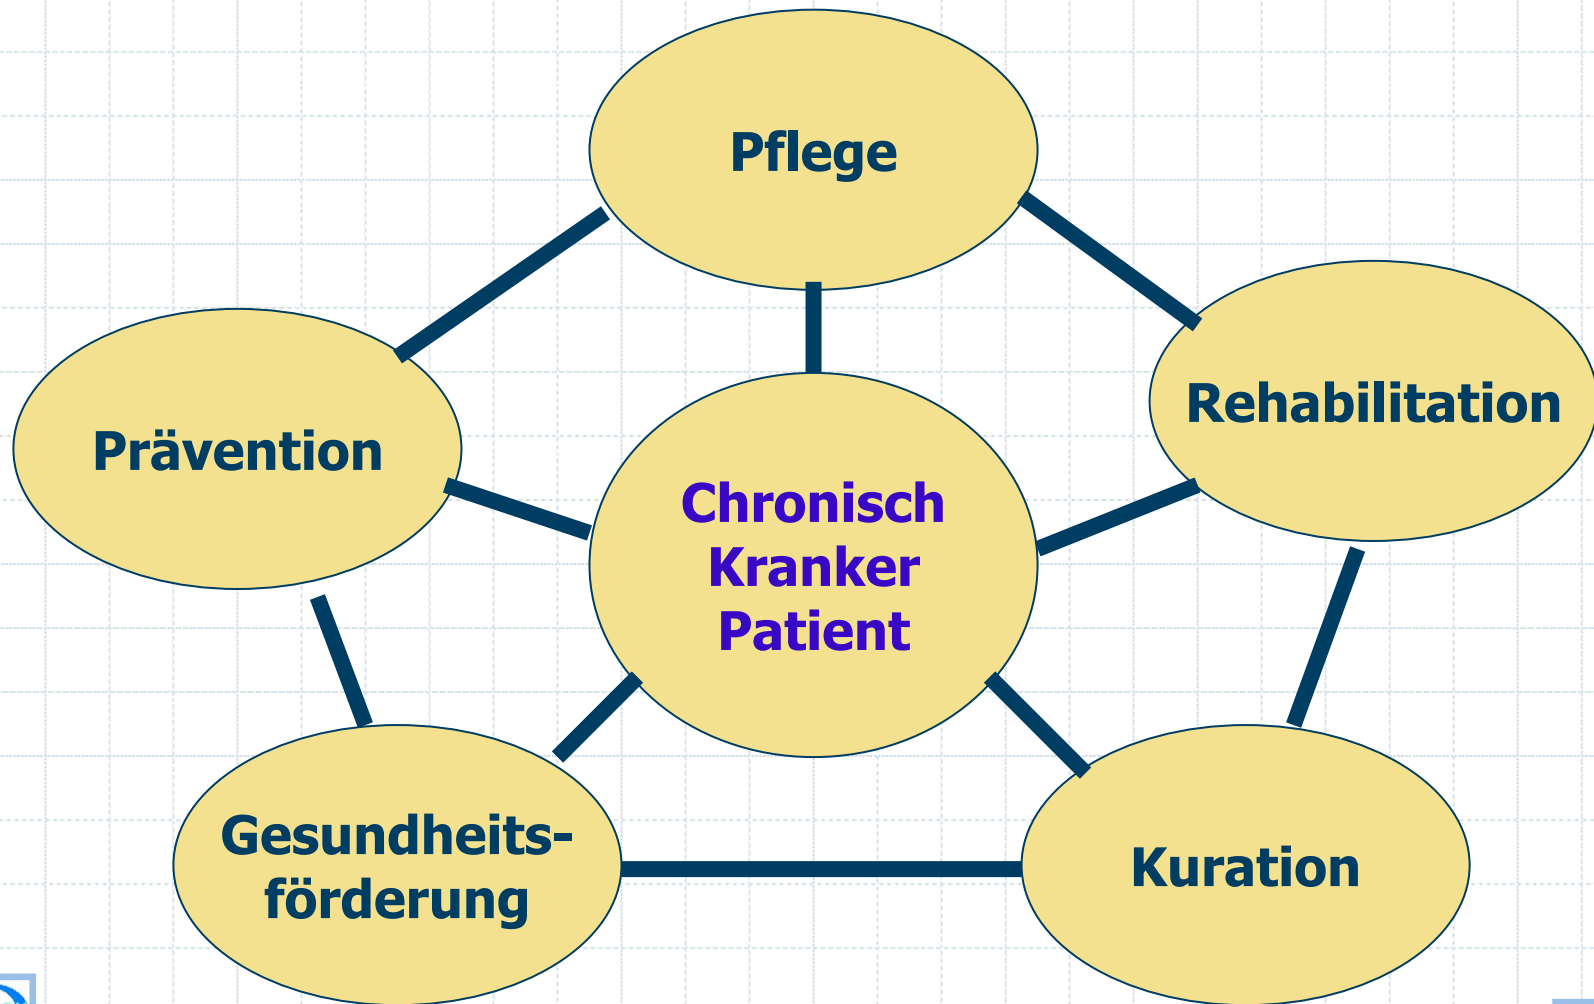 Pflege
Rehabilitation
Prävention
Chronisch
Kranker
Patient
Gesundheits-
förderung
Kuration